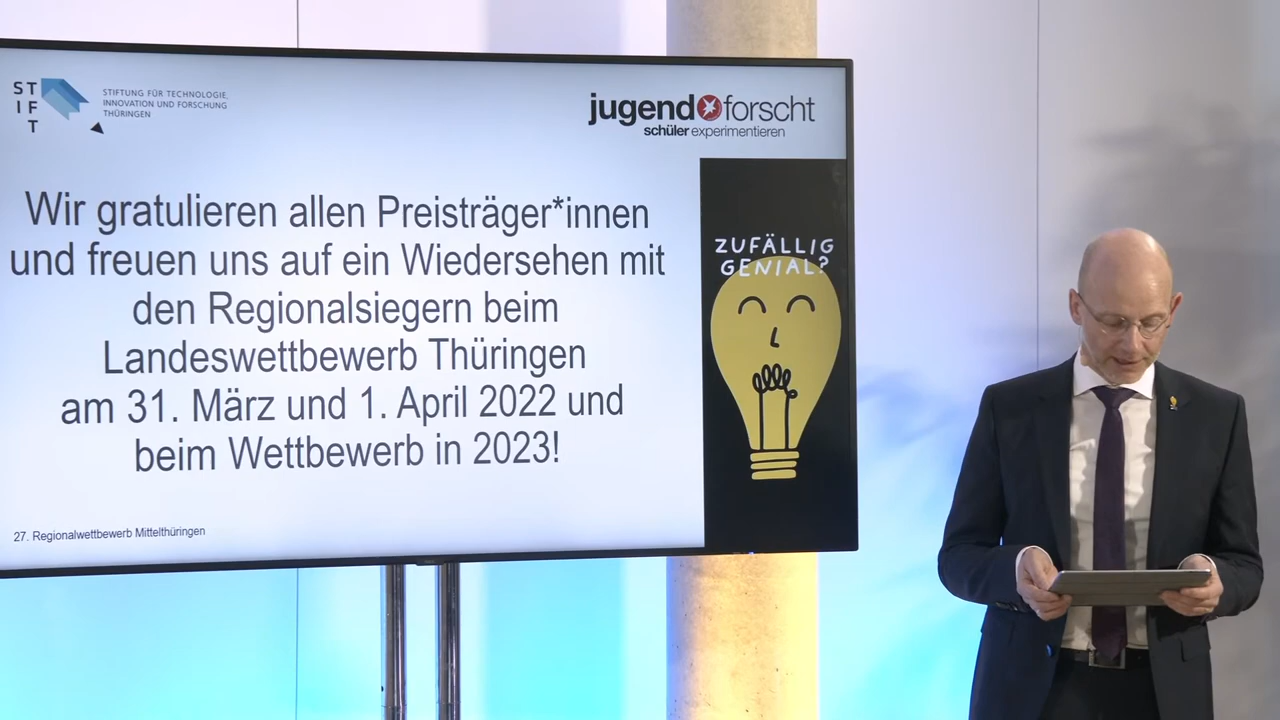 ST
IF
T
STIFTUNG FÜR TECHNOLOGIE,
INNOVATION UND FORSCHUNG
THÜRINGEN
jugend forscht
schüler experimentieren
Wir gratulieren allen Preisträger*innen
und freuen uns auf ein Wiedersehen mit
den Regionalsiegern beim
Landeswettbewerb Thüringen
am 31. März und 1. April 2022 und
beim Wettbewerb in 2023!
ZUFÄLLIG
GENIAL?
27. Regionalwettbewerb Mittelthüringen